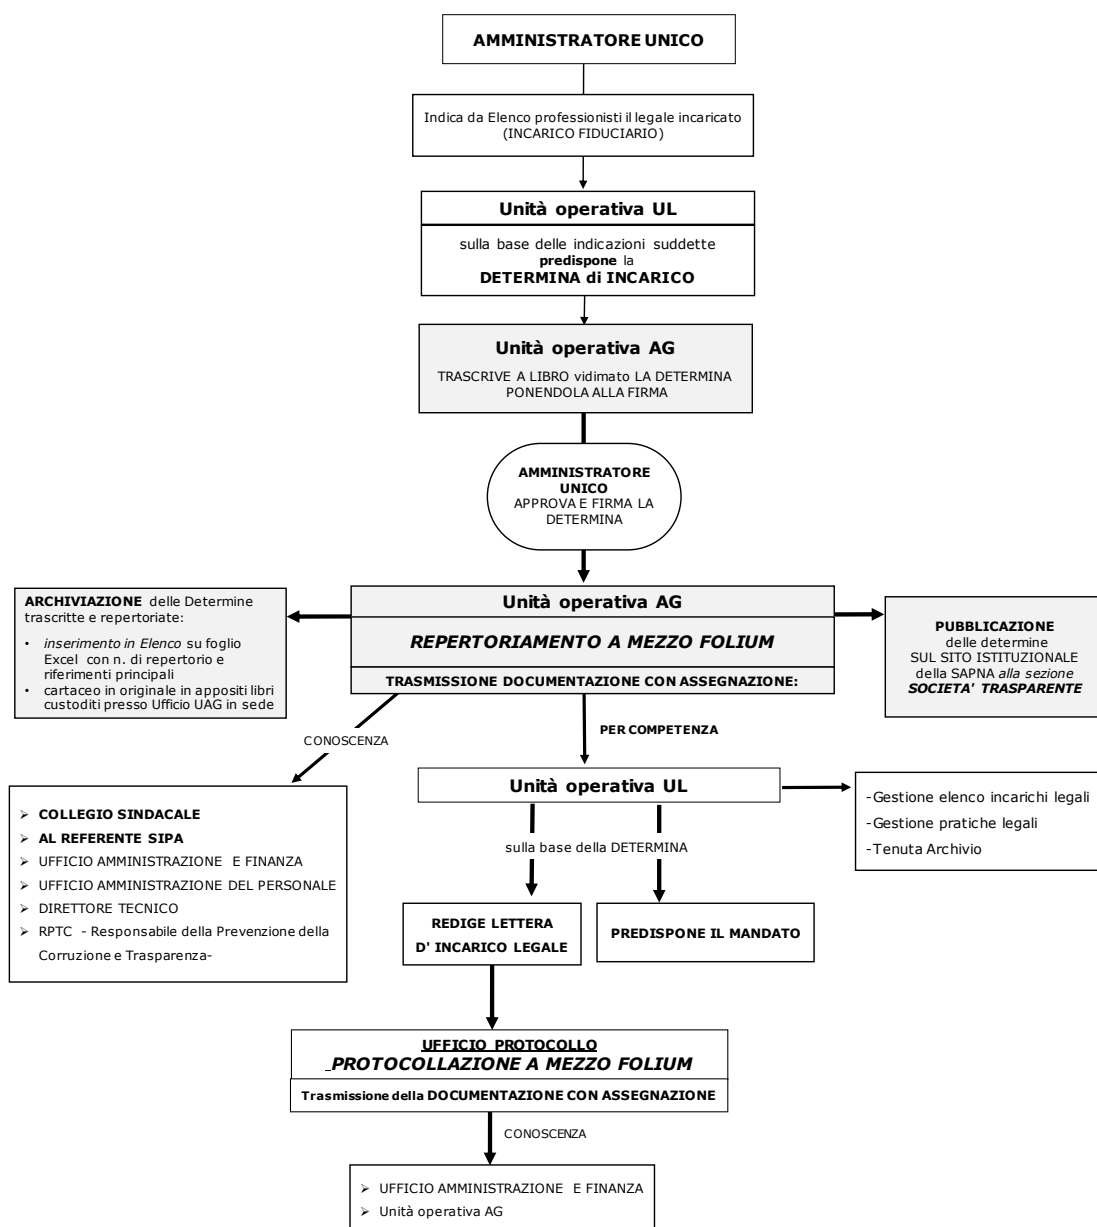 AMMINISTRATORE UNICO
Indica da Elenco professionisti il legale incaricato
(INCARICO FIDUCIARIO)
Unità operativa UL
sulla base delle indicazioni suddette
predispone la
DETERMINA di INCARICO
Unità operativa AG
TRASCRIVE A LIBRO vidimato LA DETERMINA
PONENDOLA ALLA FIRMA
AMMINISTRATORE
UNICO
APPROVA E FIRMA LA
DETERMINA
ARCHIVIAZIONE delle Determine
trascritte e repertoriate:
• inserimento in Elenco su foglio
Excel con n. di repertorio e
riferimenti principali
• cartaceo in originale in appositi libri
custoditi presso Ufficio UAG in sede
Unità operativa AG
REPERTORIAMENTO A MEZZO FOLIUM
TRASMISSIONE DOCUMENTAZIONE CON ASSEGNAZIONE:
PUBBLICAZIONE
delle determine
SUL SITO ISTITUZIONALE
della SAPNA alla sezione
SOCIETA' TRASPARENTE
CONOSCENZA
PER COMPETENZA
➢ COLLEGIO SINDACALE
➢ AL REFERENTE SIPA
➢ UFFICIO AMMINISTRAZIONE E FINANZA
➢ UFFICIO AMMINISTRAZIONE DEL PERSONALE
➢ DIRETTORE TECNICO
➢ RPTC - Responsabile della Prevenzione della
Corruzione e Trasparenza-
Unità operativa UL
-Gestione elenco incarichi legali
-Gestione pratiche legali
-Tenuta Archivio
sulla base della DETERMINA
REDIGE LETTERA
D' INCARICO LEGALE
PREDISPONE IL MANDATO
UFFICIO PROTOCOLLO
PROTOCOLLAZIONE A MEZZO FOLIUM
Trasmissione della DOCUMENTAZIONE CON ASSEGNAZIONE
CONOSCENZA
➢ UFFICIO AMMINISTRAZIONE E FINANZA
➢ Unità operativa AG